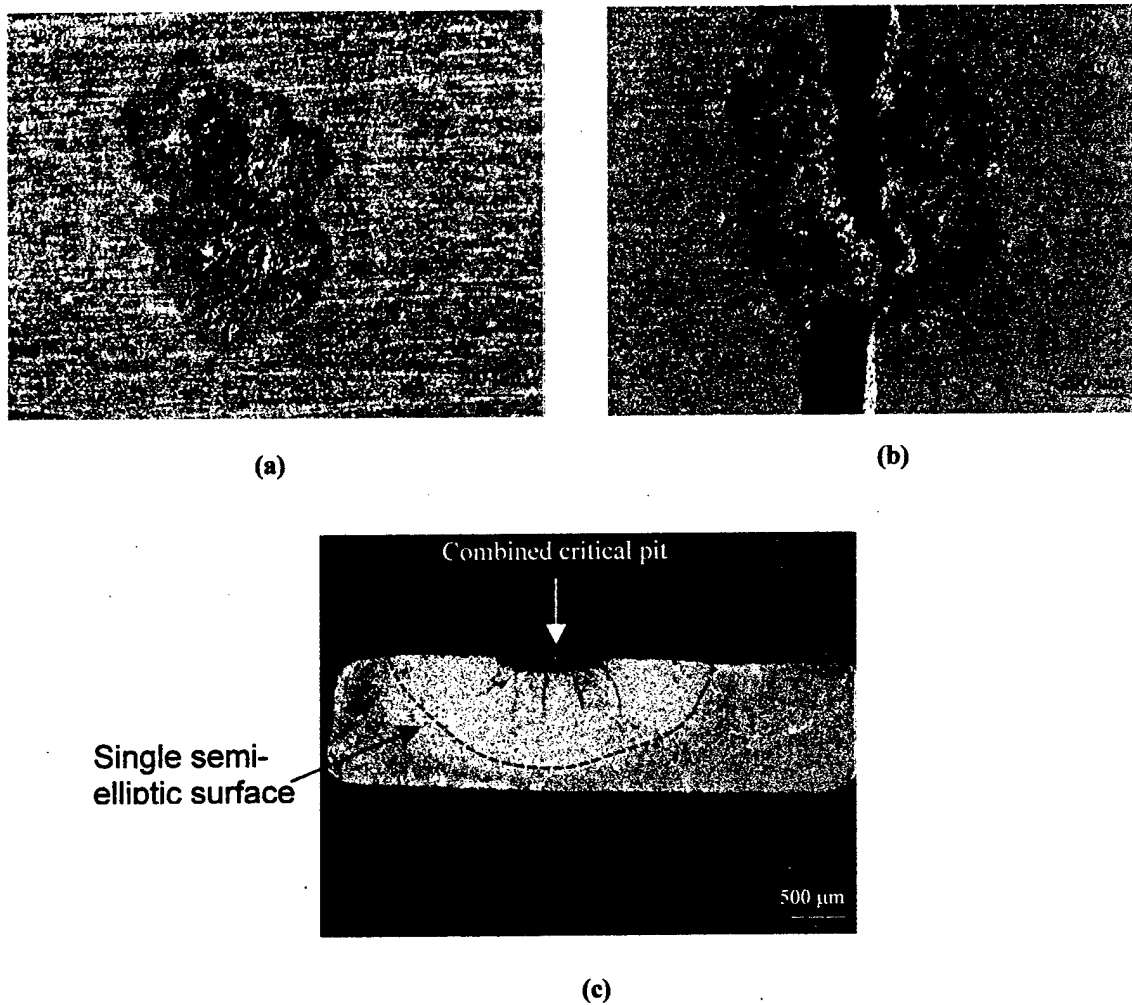 (a)
(b)
Combined critical pit
Single semi-
elliptic surface
500 µm
(c)